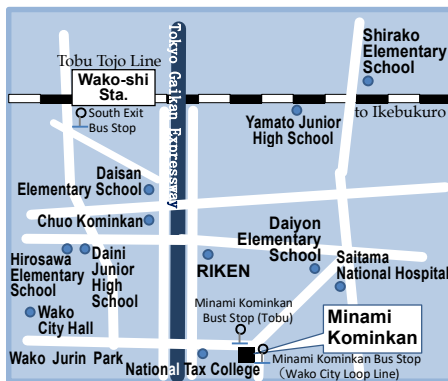 Shirako
Elementary
School
Tobu Tojo Line
Wako-shi
Sta.
Tokyo Gaikan Expressway
to Ikebukuro
South Exit
Bus Stop
Yamato Junior
High School
Daisan
Elementary School
Chuo Kominkan
Daiyon
Elementary
School
Saitama
National Hospital
Hirosawa
Elementary
School
Daini
Junior
High
School
RIKEN
Wako
City Hall
Minami Kominkan
Bust Stop (Tobu)
Minami
Kominkan
Wako Jurin Park
National Tax College
Minami Kominkan Bus Stop
(Wako City Loop Line)